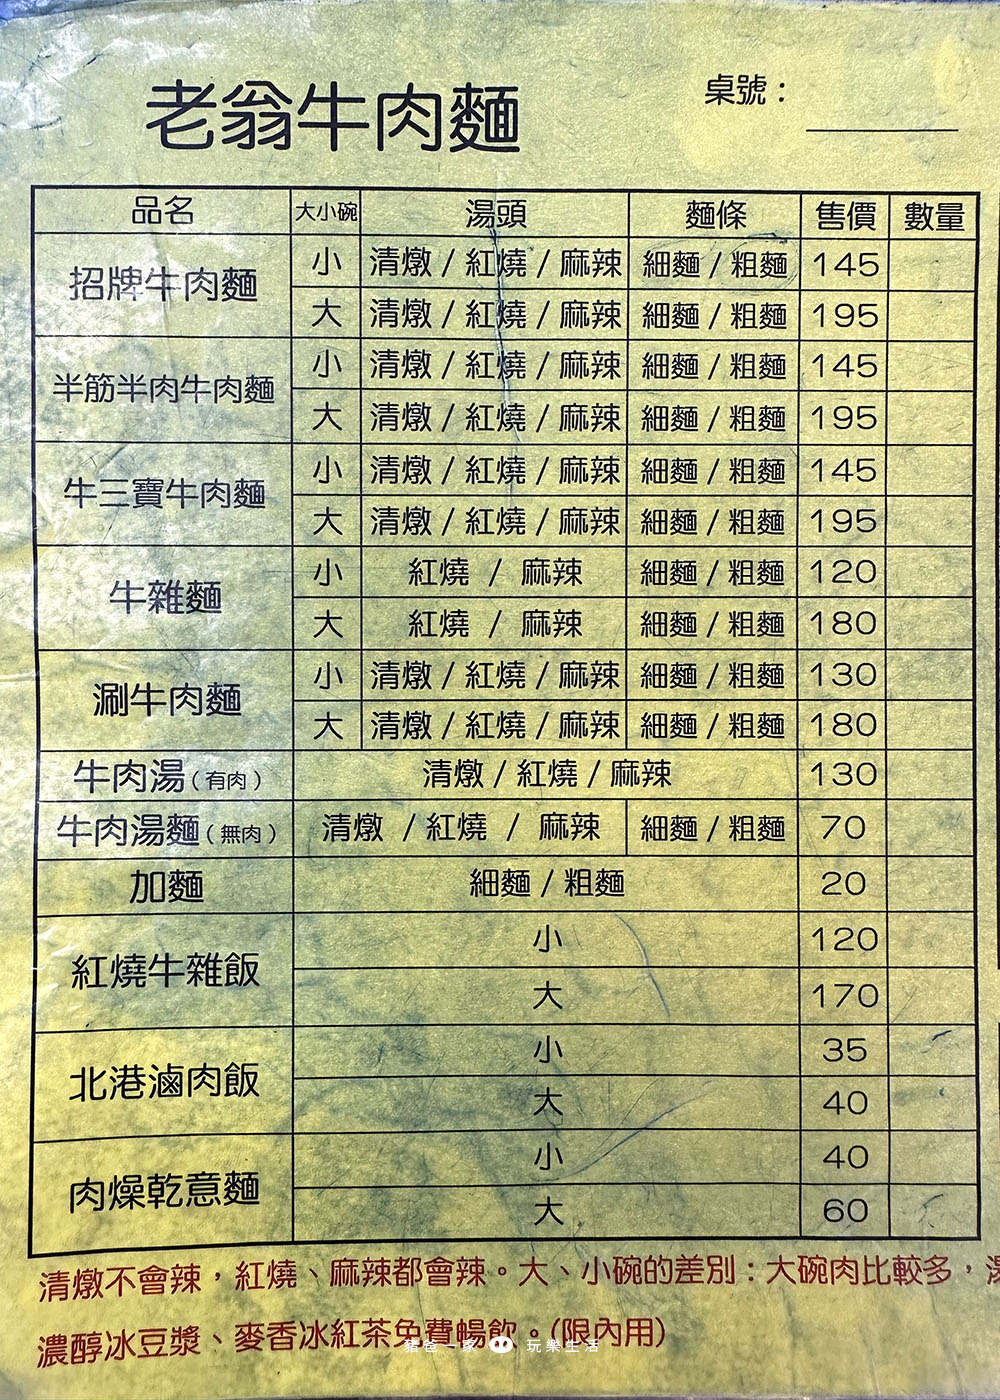 老翁牛肉麵
桌號：
品名 大小碗 湯頭 麵條 售價 數量
招牌牛肉麵 小 清燉 / 紅燒 / 麻辣 細麵 / 粗麵 145
大 清燉 / 紅燒 / 麻辣 細麵 / 粗麵 195
半筋半肉牛肉麵 小 清燉 / 紅燒 / 麻辣 細麵 / 粗麵 145
大 清燉 / 紅燒 / 麻辣 細麵 / 粗麵 195
牛三寶牛肉麵 小 清燉 / 紅燒 / 麻辣 細麵 / 粗麵 145
大 清燉 / 紅燒 / 麻辣 細麵 / 粗麵 195
牛雜麵 小 紅燒 / 麻辣 細麵 / 粗麵 120
大 紅燒 / 麻辣 細麵 / 粗麵 180
涮牛肉麵 小 清燉 / 紅燒 / 麻辣 細麵 / 粗麵 130
大 清燉 / 紅燒 / 麻辣 細麵 / 粗麵 180
牛肉湯（有肉） 清燉 / 紅燒 / 麻辣 130
牛肉湯麵（無肉） 清燉 / 紅燒 / 麻辣 細麵 / 粗麵 70
加麵 細麵 / 粗麵 20
紅燒牛雜飯 小 120
大 170
北港滷肉飯 小 35
大 40
肉燥乾意麵 小 40
大 60
清燉不會辣，紅燒、麻辣都會辣。大、小碗的差別：大碗肉比較多，
濃醇冰豆漿、麥香冰紅茶免費暢飲。(限內用)
豬爸一家 玩樂生活